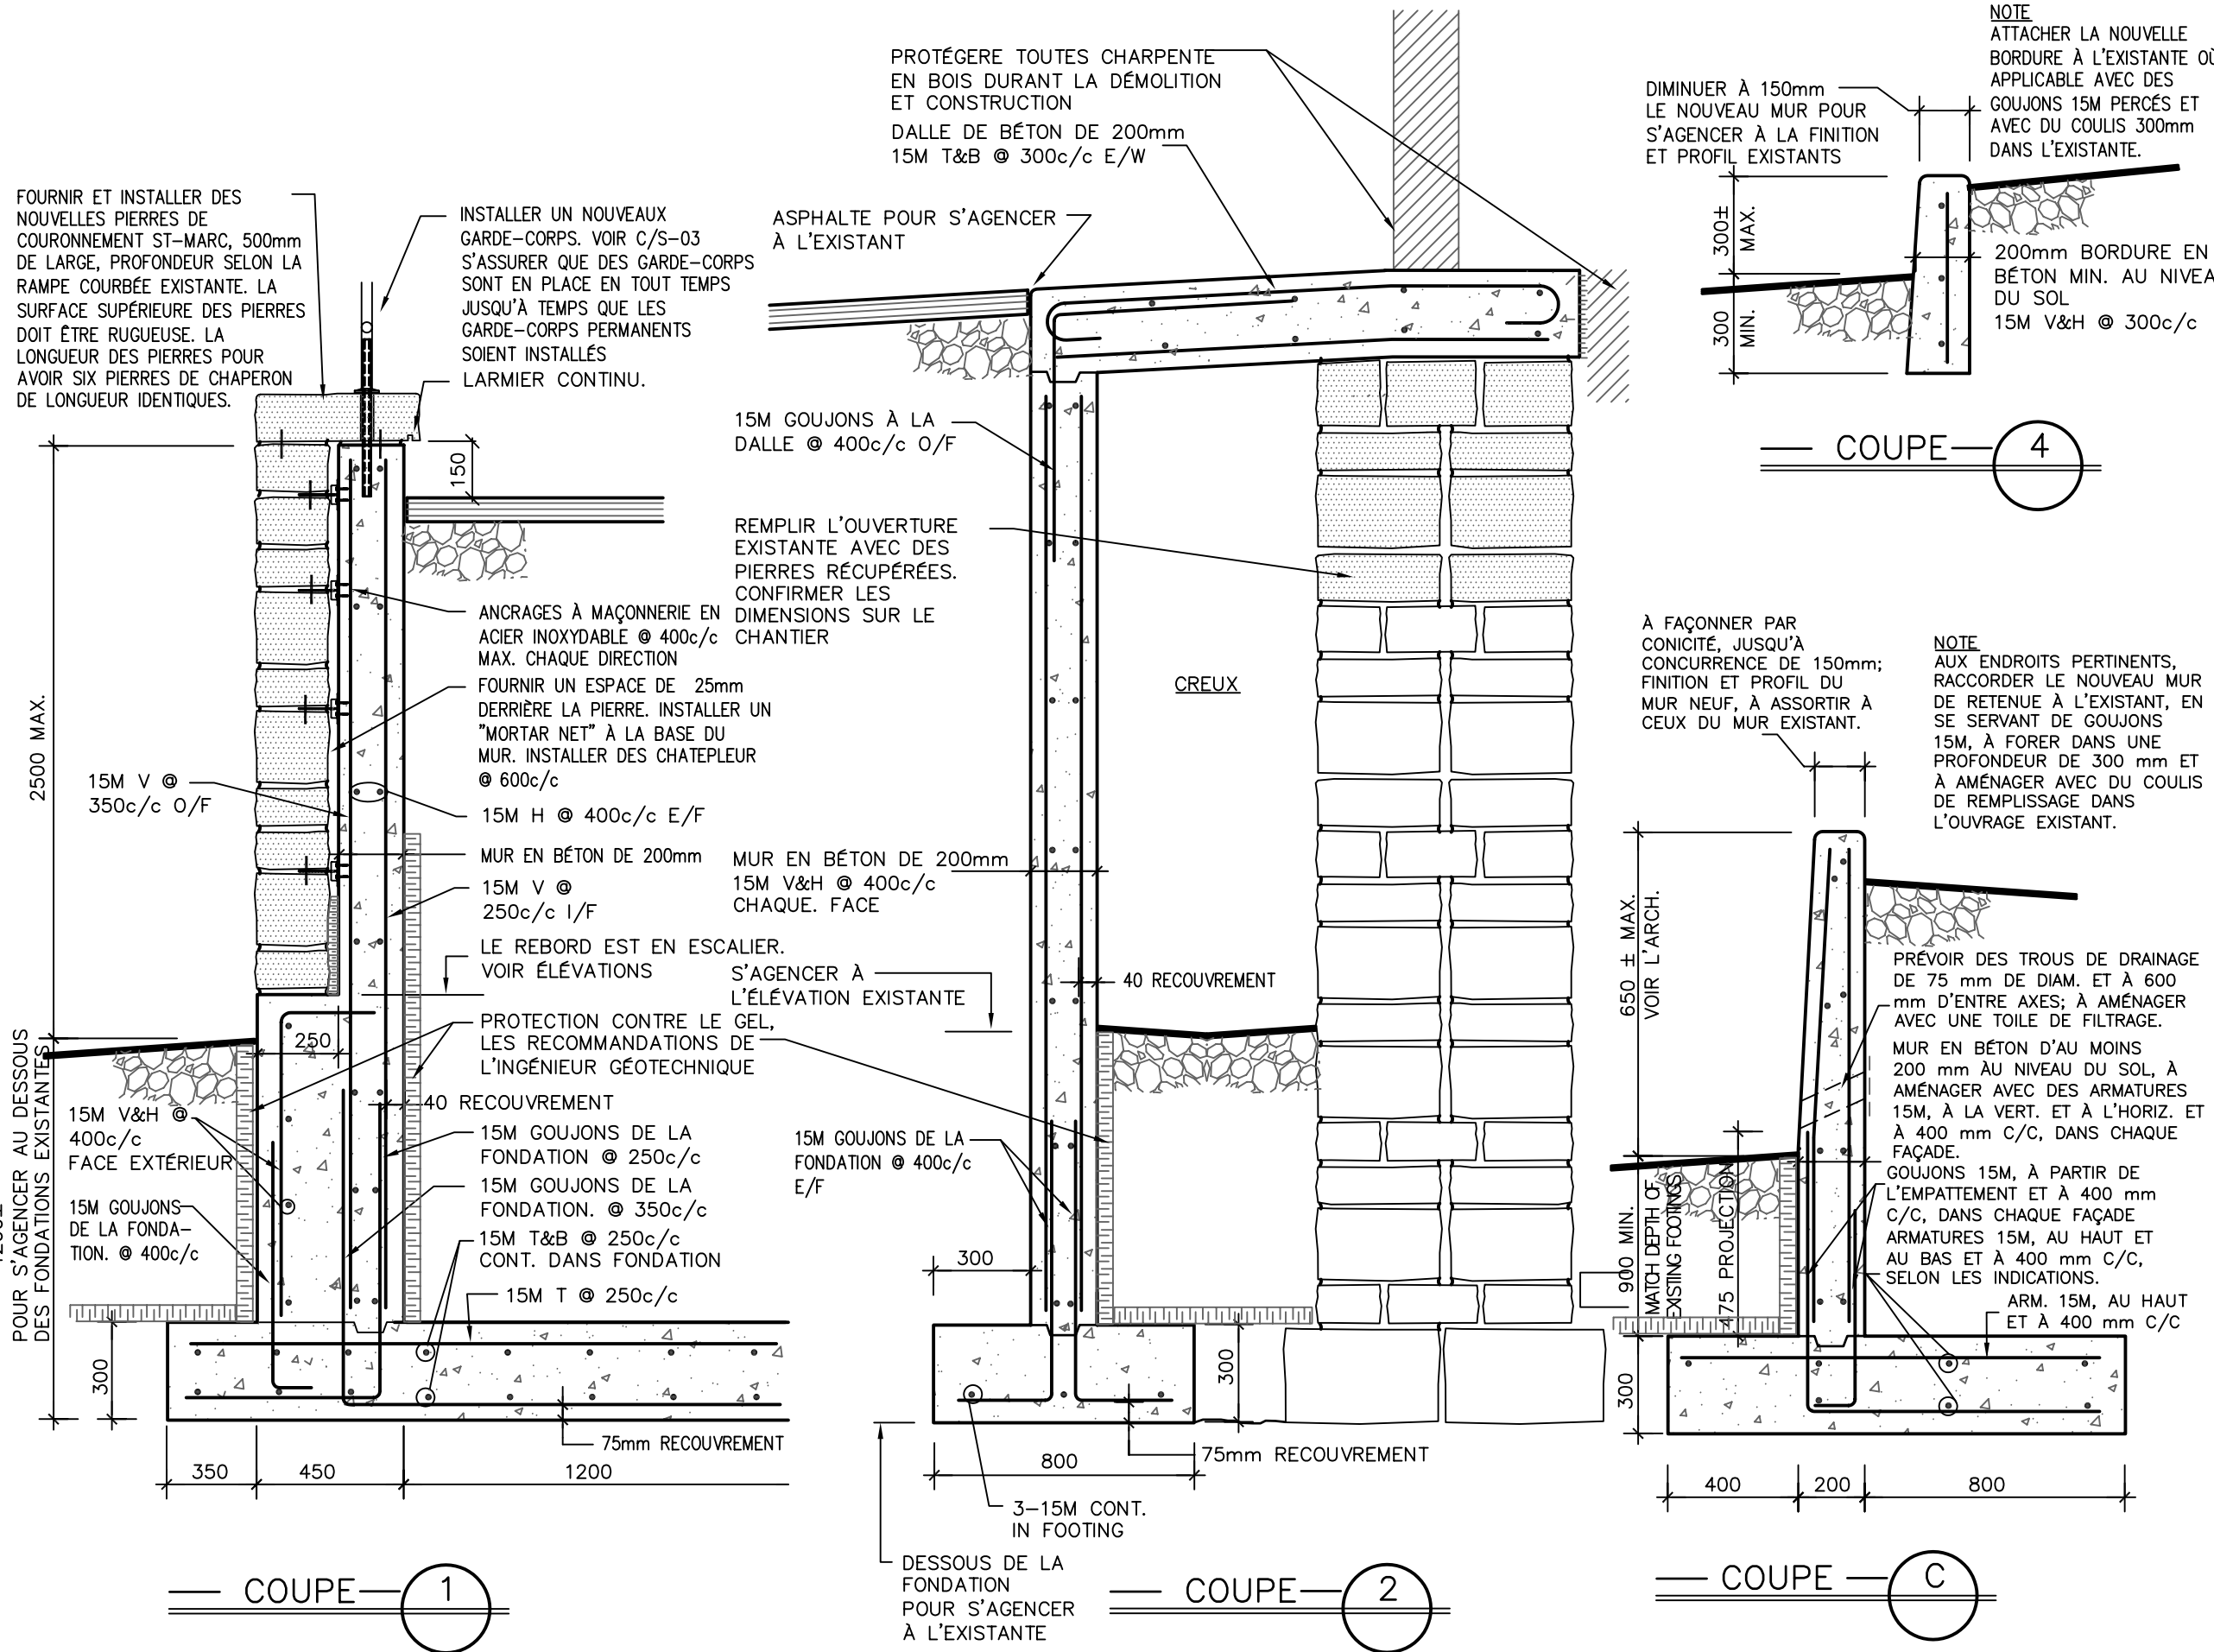 FOURNIR ET INSTALLER DES
NOUVELLES PIERRES DE
COURONNEMENT ST-MARC, 500mm
DE LARGE, PROFONDEUR SELON LA
RAMPE COURBÉE EXISTANTE. LA
SURFACE SUPÉRIEURE DES PIERRES
DOIT ÊTRE RUGUEUSE. LA
LONGUEUR DES PIERRES POUR
AVOIR SIX PIERRES DE CHAPERON
DE LONGUEUR IDENTIQUES.
INSTALLER UN NOUVEAUX
GARDE-CORPS. VOIR C/S-03
S'ASSURER QUE DES GARDE-CORPS
SONT EN PLACE EN TOUT TEMPS
JUSQU'À TEMPS QUE LES
GARDE-CORPS PERMANENTS
SOIENT INSTALLÉS
LARMIER CONTINU.
150
2500 MAX.
15M V @
350c/c O/F
ANCRAGES À MAÇONNERIE EN
ACIER INOXYDABLE @ 400c/c
MAX. CHAQUE DIRECTION
FOURNIR UN ESPACE DE 25mm
DERRIÈRE LA PIERRE. INSTALLER UN
"MORTAR NET" À LA BASE DU
MUR. INSTALLER DES CHATEPLEUR
@ 600c/c
15M H @ 400c/c E/F
MUR EN BÉTON DE 200mm
15M V @
250c/c I/F
LE REBORD EST EN ESCALIER.
VOIR ÉLÉVATIONS
PROTECTION CONTRE LE GEL,
LES RECOMMANDATIONS DE
L'INGÉNIEUR GÉOTECHNIQUE
250
40 RECOUVREMENT
15M V&H @
400c/c
FACE EXTÉRIEUR
15M GOUJONS
DE LA FONDA-
TION. @ 400c/c
15M GOUJONS DE LA
FONDATION @ 250c/c
15M GOUJONS DE LA
FONDATION. @ 350c/c
15M T&B @ 250c/c
CONT. DANS FONDATION
15M T @ 250c/c
POUR S'AGENCER AU DESSOUS
DES FONDATIONS EXISTANTES
300
75mm RECOUVREMENT
350
450
1200
COUPE
1
PROTÉGERE TOUTES CHARPENTE
EN BOIS DURANT LA DÉMOLITION
ET CONSTRUCTION
DALLE DE BÉTON DE 200mm
15M T&B @ 300c/c E/W
ASPHALTE POUR S'AGENCER
À L'EXISTANT
15M GOUJONS À LA
DALLE @ 400c/c O/F
REMPLIR L'OUVERTURE
EXISTANTE AVEC DES
PIERRES RÉCUPÉRÉES.
CONFIRMER LES
DIMENSIONS SUR LE
CHANTIER
CREUX
MUR EN BÉTON DE 200mm
15M V&H @ 400c/c
CHAQUE. FACE
S'AGENCER À
L'ÉLÉVATION EXISTANTE
40 RECOUVREMENT
15M GOUJONS DE LA
FONDATION @ 400c/c
E/F
300
300
75mm RECOUVREMENT
800
3-15M CONT.
IN FOOTING
DESSOUS DE LA
FONDATION
POUR S'AGENCER
À L'EXISTANTE
COUPE
2
NOTE
ATTACHER LA NOUVELLE
BORDURE À L'EXISTANTE OÙ
APPLICABLE AVEC DES
GOUJONS 15M PERCÉS ET
AVEC DU COULIS 300mm
DANS L'EXISTANTE.
DIMINUER À 150mm
LE NOUVEAU MUR POUR
S'AGENCER À LA FINITION
ET PROFIL EXISTANTS
300±
MAX.
300
MIN.
200mm BORDURE EN
BÉTON MIN. AU NIVEA
DU SOL
15M V&H @ 300c/c
COUPE
4
À FAÇONNER PAR
CONICITÉ, JUSQU'À
CONCURRENCE DE 150mm;
FINITION ET PROFIL DU
MUR NEUF, À ASSORTIR À
CEUX DU MUR EXISTANT.
NOTE
AUX ENDROITS PERTINENTS,
RACCORDER LE NOUVEAU MUR
DE RETENUE À L'EXISTANT, EN
SE SERVANT DE GOUJONS
15M, À FORER DANS UNE
PROFONDEUR DE 300 mm ET
À AMÉNAGER AVEC DU COULIS
DE REMPLISSAGE DANS
L'OUVRAGE EXISTANT.
650 ± MAX.
VOIR L'ARCH.
PRÉVOIR DES TROUS DE DRAINAGE
DE 75 mm DE DIAM. ET À 600
mm D'ENTRE AXES; À AMÉNAGER
AVEC UNE TOILE DE FILTRAGE.
MUR EN BÉTON D'AU MOINS
200 mm AU NIVEAU DU SOL, À
AMÉNAGER AVEC DES ARMATURES
15M, À LA VERT. ET À L'HORIZ. ET
À 400 mm C/C, DANS CHAQUE
FAÇADE.
GOUJONS 15M, À PARTIR DE
L'EMPATTEMENT ET À 400 mm
C/C, DANS CHAQUE FAÇADE
ARMATURES 15M, AU HAUT ET
AU BAS ET À 400 mm C/C,
SELON LES INDICATIONS.
ARM. 15M, AU HAUT
ET À 400 mm C/C
900 MIN.
MATCH DEPTH OF
EXISTING FOOTINGS
475 PROJECTION
300
400
200
800
COUPE
C